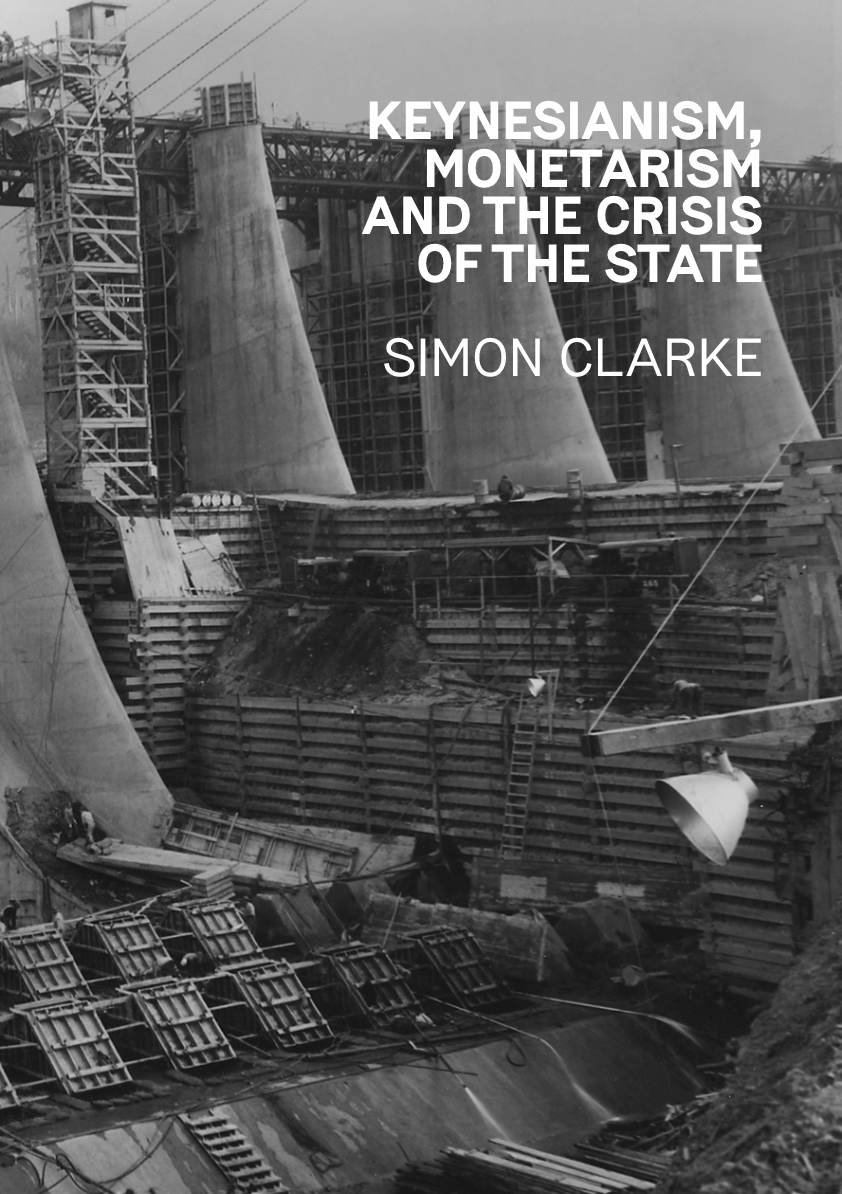 KEYNESIANISM,
MONETARISM
AND THE CRISIS
OF THE STATE
SIMON CLARKE